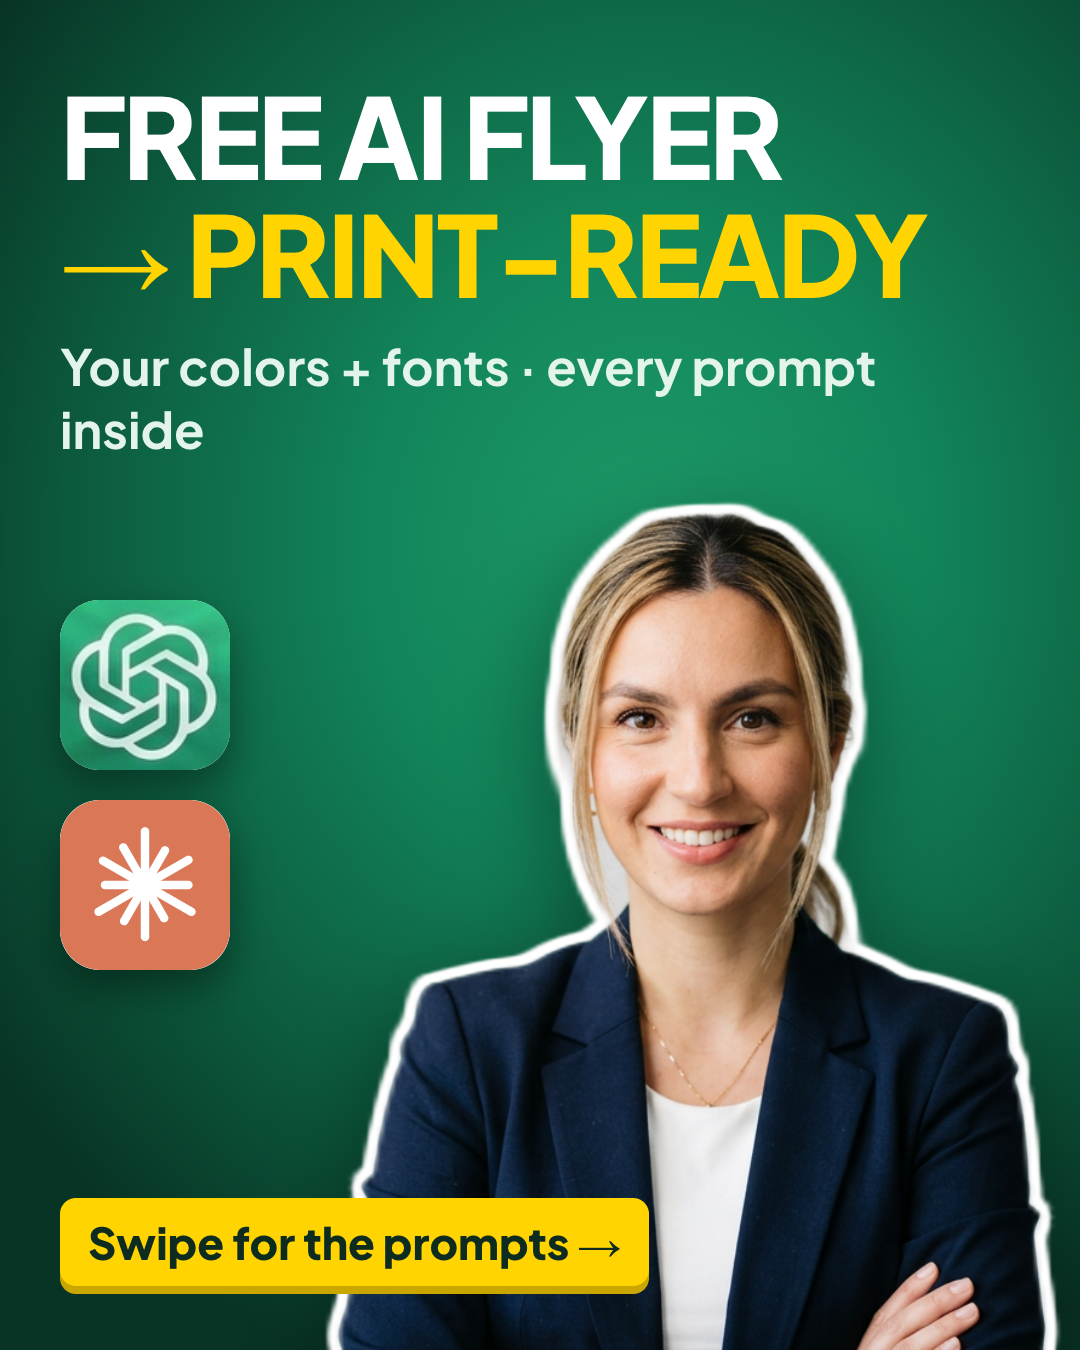 FREE AI FLYER
→ PRINT-READY
Your colors + fonts · every prompt
inside
Swipe for the prompts →